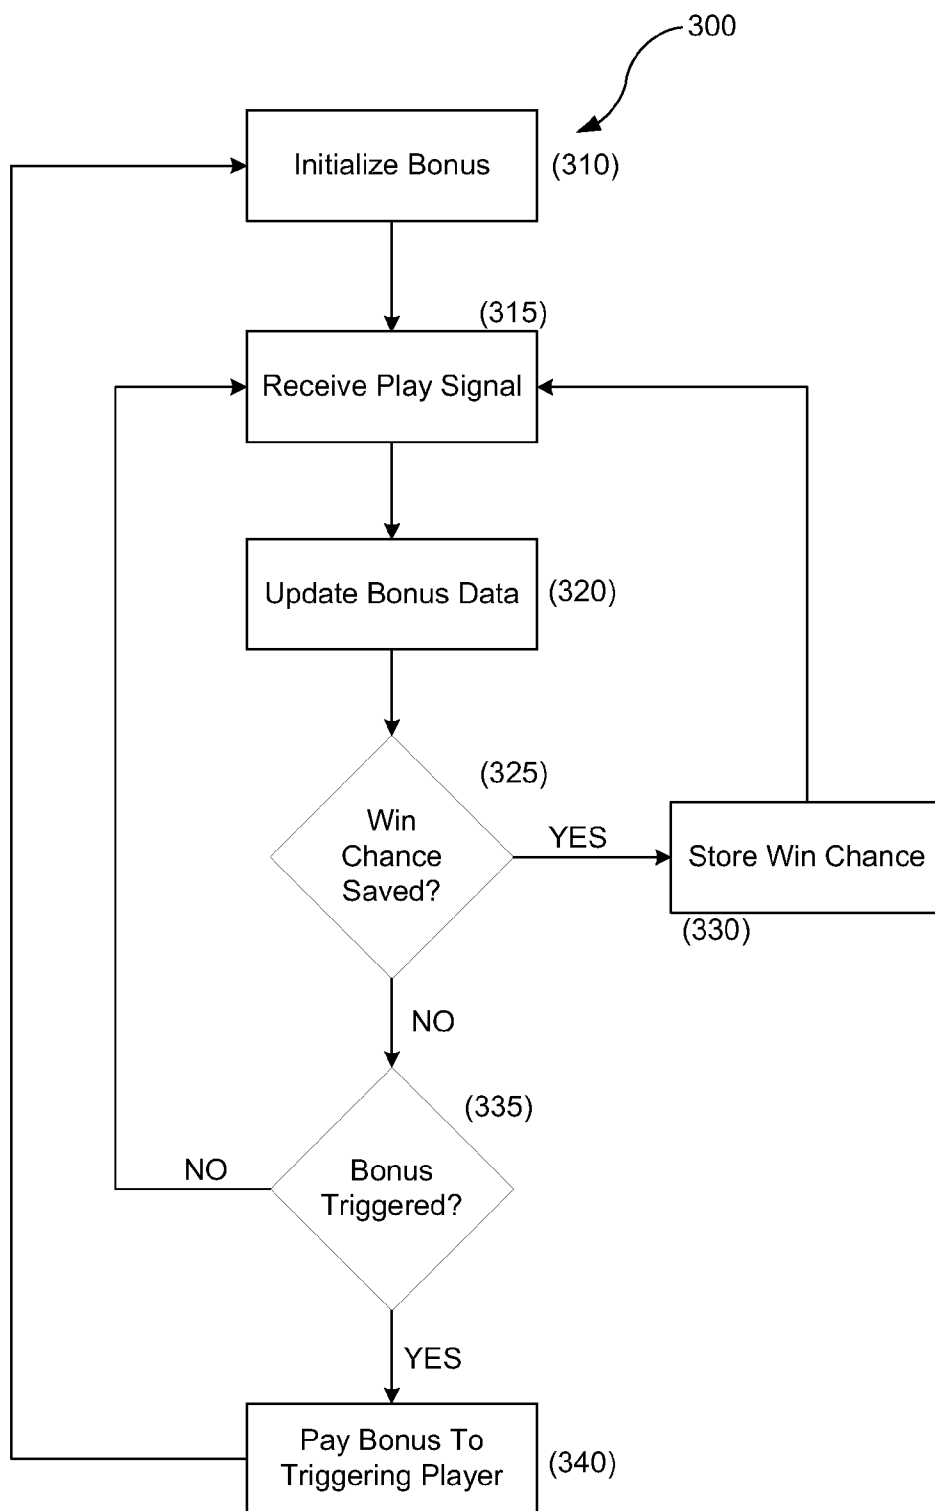 300
Initialize Bonus
(310)
(315)
Receive Play Signal
Update Bonus Data
(320)
(325)
Win
Chance
Saved?
YES
Store Win Chance
(330)
NO
(335)
Bonus
Triggered?
NO
YES
Pay Bonus To
Triggering Player
(340)